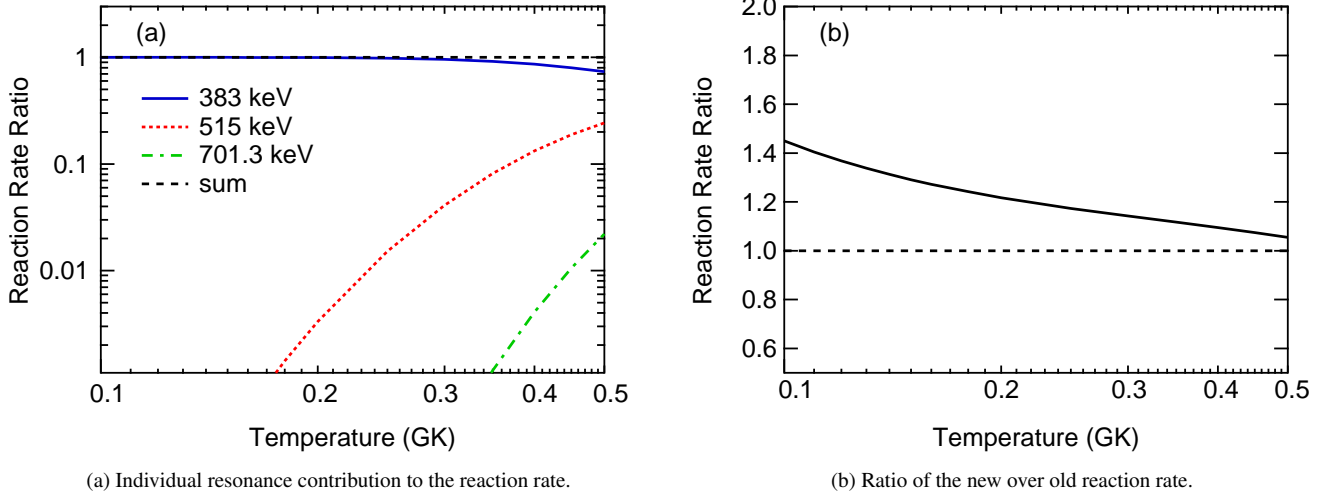 (a)
1
0.1
0.01
Reaction Rate Ratio
383 keV
515 keV
701.3 keV
sum
0.1
0.2
0.3
0.4
0.5
Temperature (GK)
(a) Individual resonance contribution to the reaction rate.
(b)
2.0
1.8
1.6
1.4
1.2
1.0
0.8
0.6
Reaction Rate Ratio
0.1
0.2
0.3
0.4
0.5
Temperature (GK)
(b) Ratio of the new over old reaction rate.